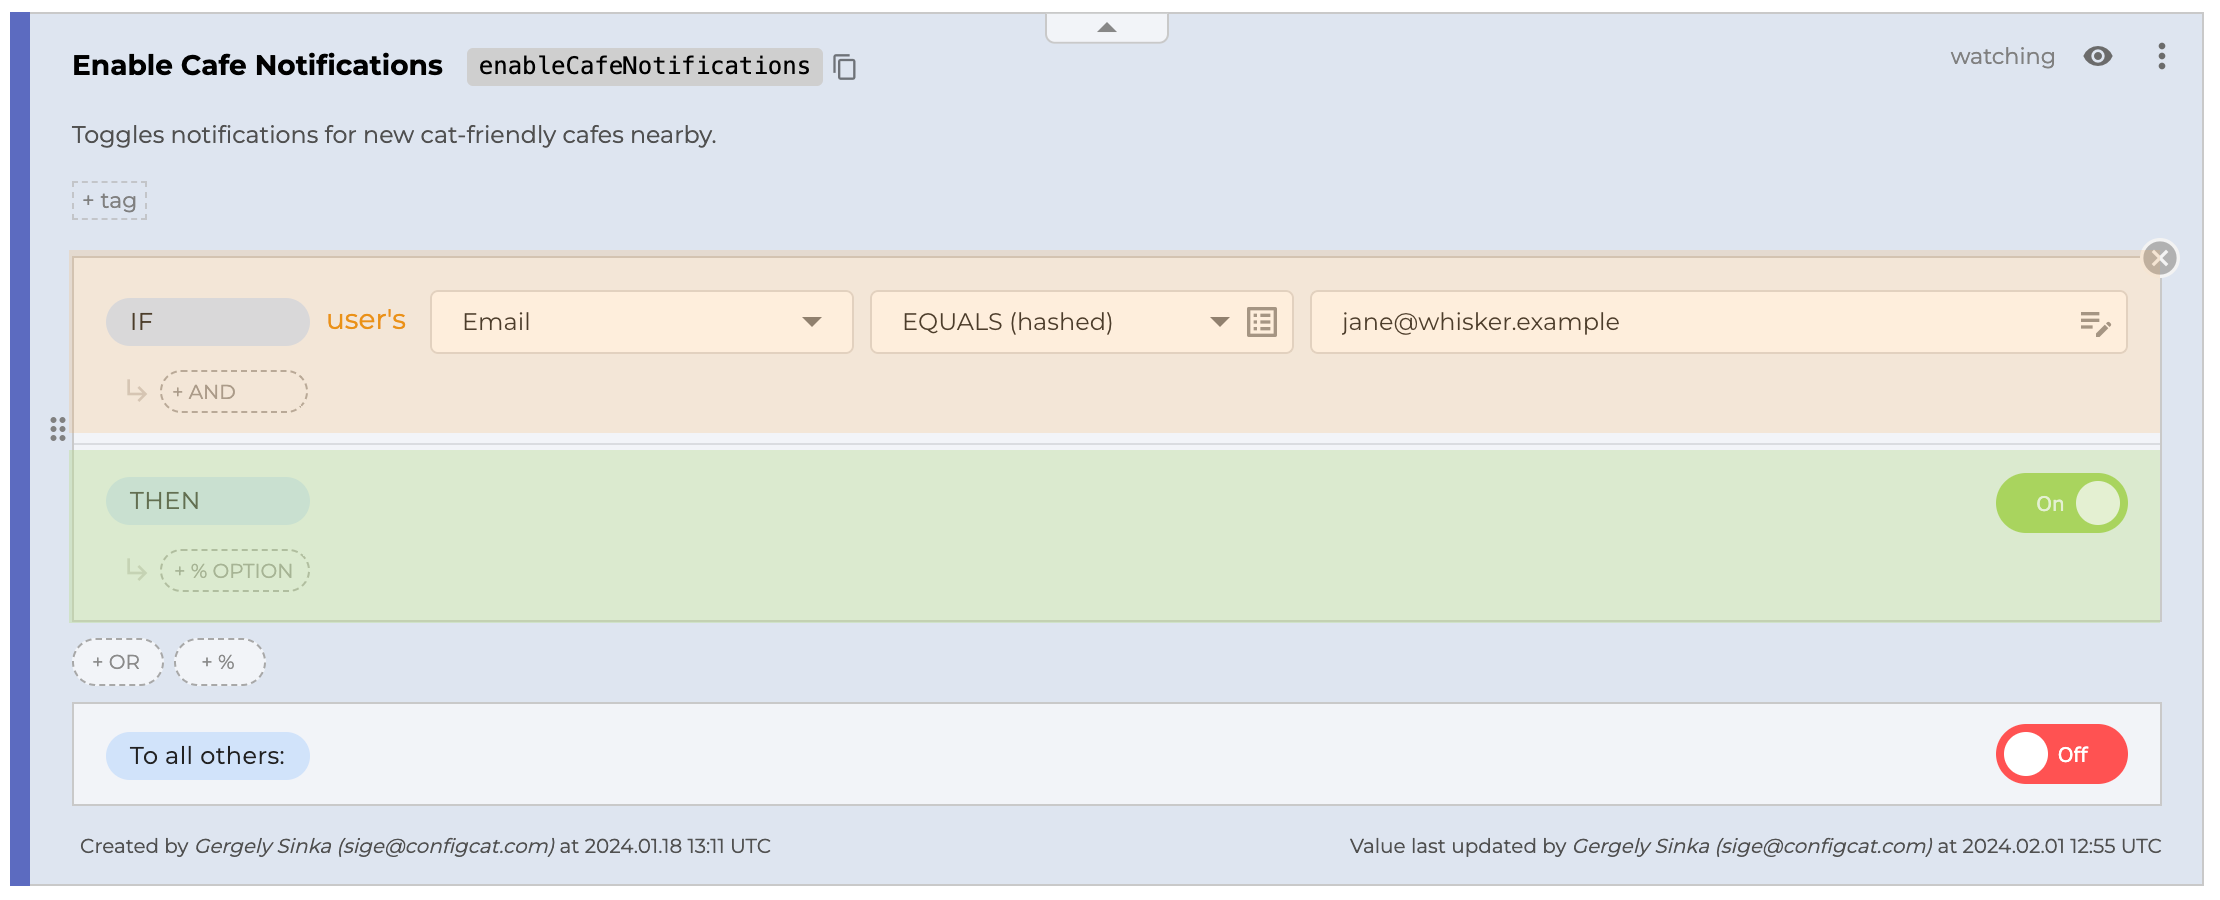 Enable Cafe Notifications enableCafeNotifications watching
Toggles notifications for new cat-friendly cafes nearby.
+ tag
IF user's Email EQUALS (hashed) jane@whisker.example
+ AND
THEN On
+ % OPTION
+ OR + %
To all others: Off
Created by Gergely Sinka (sige@configcat.com) at 2024.01.18 13:11 UTC Value last updated by Gergely Sinka (sige@configcat.com) at 2024.02.01 12:55 UTC